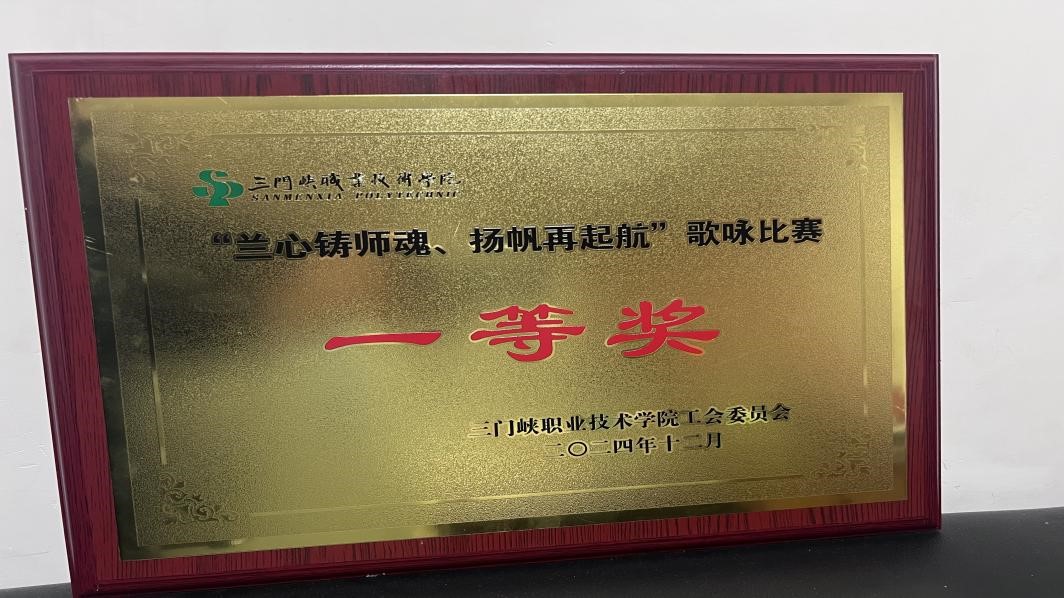 三門峡職業技術学院
SANMENXIA POLYTECHNIC
“兰心铸师魂、扬帆再起航”歌咏比赛
一等奖
三门峡职业技术学院工会委员会
二〇二四年十二月